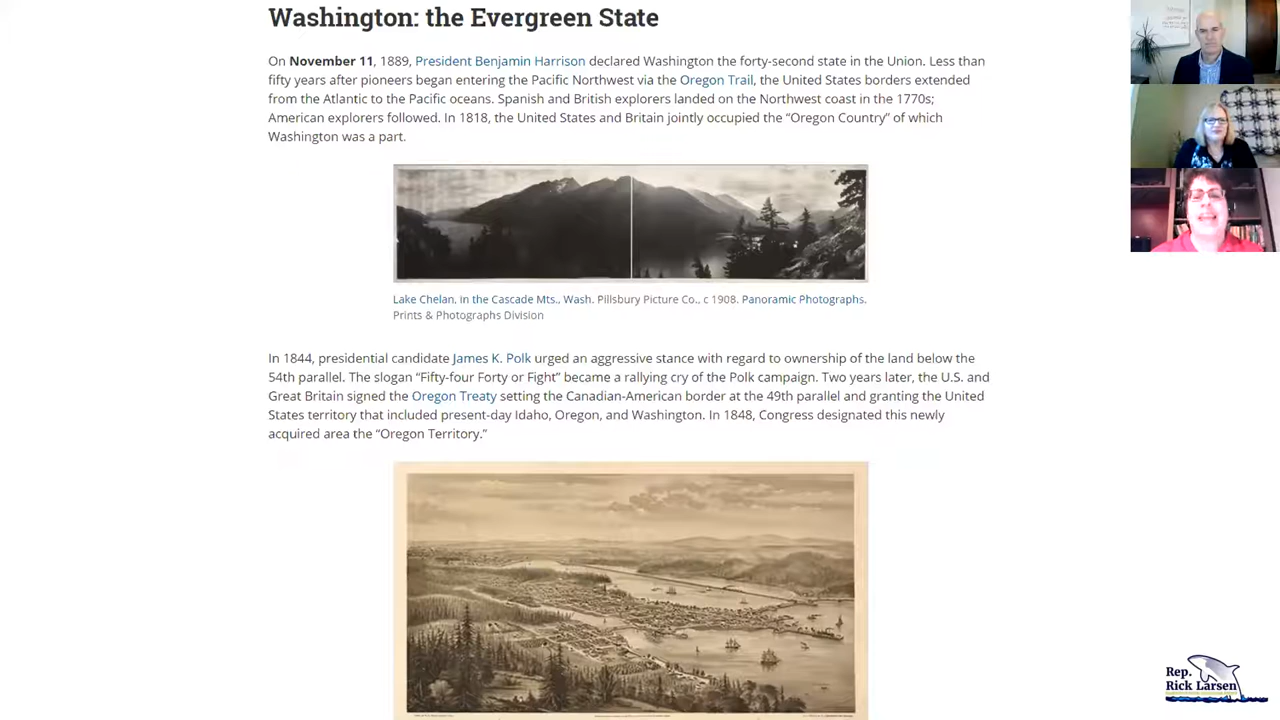 Washington: the Evergreen State
On November 11, 1889, President Benjamin Harrison declared Washington the forty-second state in the Union. Less than
fifty years after pioneers began entering the Pacific Northwest via the Oregon Trail, the United States borders extended
from the Atlantic to the Pacific oceans. Spanish and British explorers landed on the Northwest coast in the 1770s;
American explorers followed. In 1818, the United States and Britain jointly occupied the “Oregon Country” of which
Washington was a part.
Lake Chelan, in the Cascade Mts., Wash. Pillsbury Picture Co., c 1908. Panoramic Photographs.
Prints & Photographs Division
In 1844, presidential candidate James K. Polk urged an aggressive stance with regard to ownership of the land below the
54th parallel. The slogan “Fifty-four Forty or Fight” became a rallying cry of the Polk campaign. Two years later, the U.S. and
Great Britain signed the Oregon Treaty setting the Canadian-American border at the 49th parallel and granting the United
States territory that included present-day Idaho, Oregon, and Washington. In 1848, Congress designated this newly
acquired area the “Oregon Territory.”
Rep.
Rick Larsen